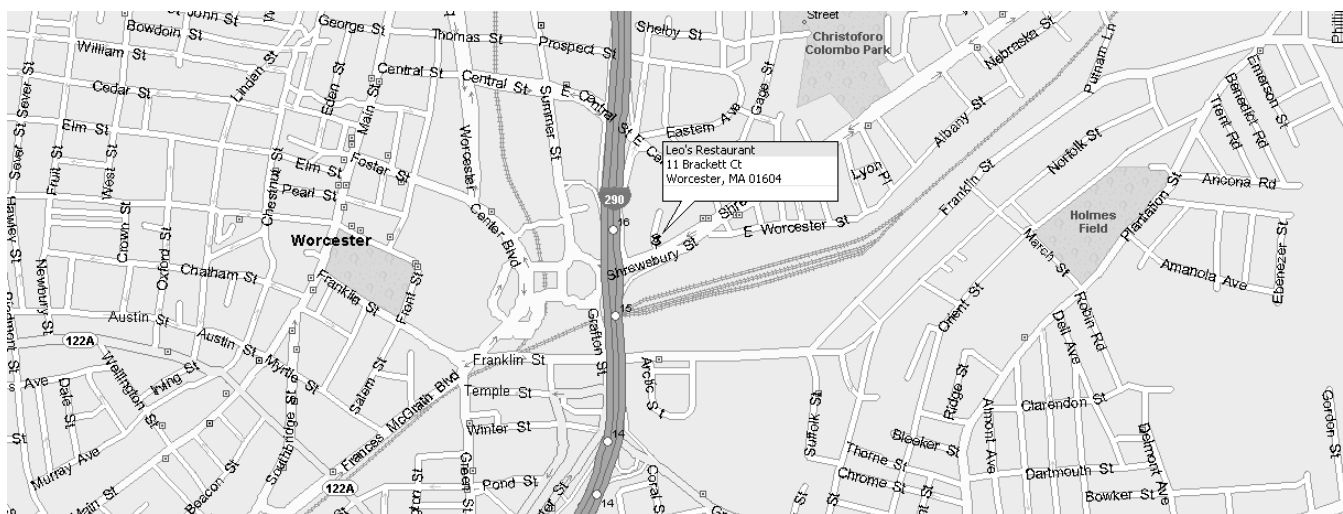 Street
Christoforo
Colombo Park
Shelby St
Bowdoin St
John St
George St
Thomas St
Prospect St
William St
Sever St
Sever St
Linden St
Cedar St
Eden St
Main St
Central St
Central St
E Central St
Summer St
Gage St
Eastern Ave
Nebraska St
Putnam Ln
Albany St
Emerson St
Benedict Rd
Trent Rd
Elm St
Elm St
Foster St
Worcester
Center Blvd
Pearl St
Fruit St
West St
Chestnut St
Leo's Restaurant
11 Brackett Ct
Worcester, MA 01604
Lyon Pl
Franklin St
Norfolk St
Plantation St
Ancona Rd
290
16
Hawley St
Crown St
Oxford St
Worcester
E Worcester St
Shrewsbury St
Holmes
Field
March St
Newbury St
Chatham St
Franklin St
Front St
Amanola Ave
Ebenezer St
15
Grafton St
Austin St
Austin St
122A
Piedmont St
Orient St
Dell Ave
Robin Rd
Wellington St
Irving St
Myrtle St
Salem St
Frances McGrath Blvd
Franklin St
Arctic St
Temple St
Winter St
Ave
Dale St
Southbridge St
Ridge St
Almont Ave
Clarendon St
Suffolk St
Bleeker St
Delmont Ave
Gordon St
St
Murray Ave
14
Thorne St
Dartmouth St
Chrome St
Bowker St
Main St
Beacon St
122A
Green St
Pond St
14
Coral S